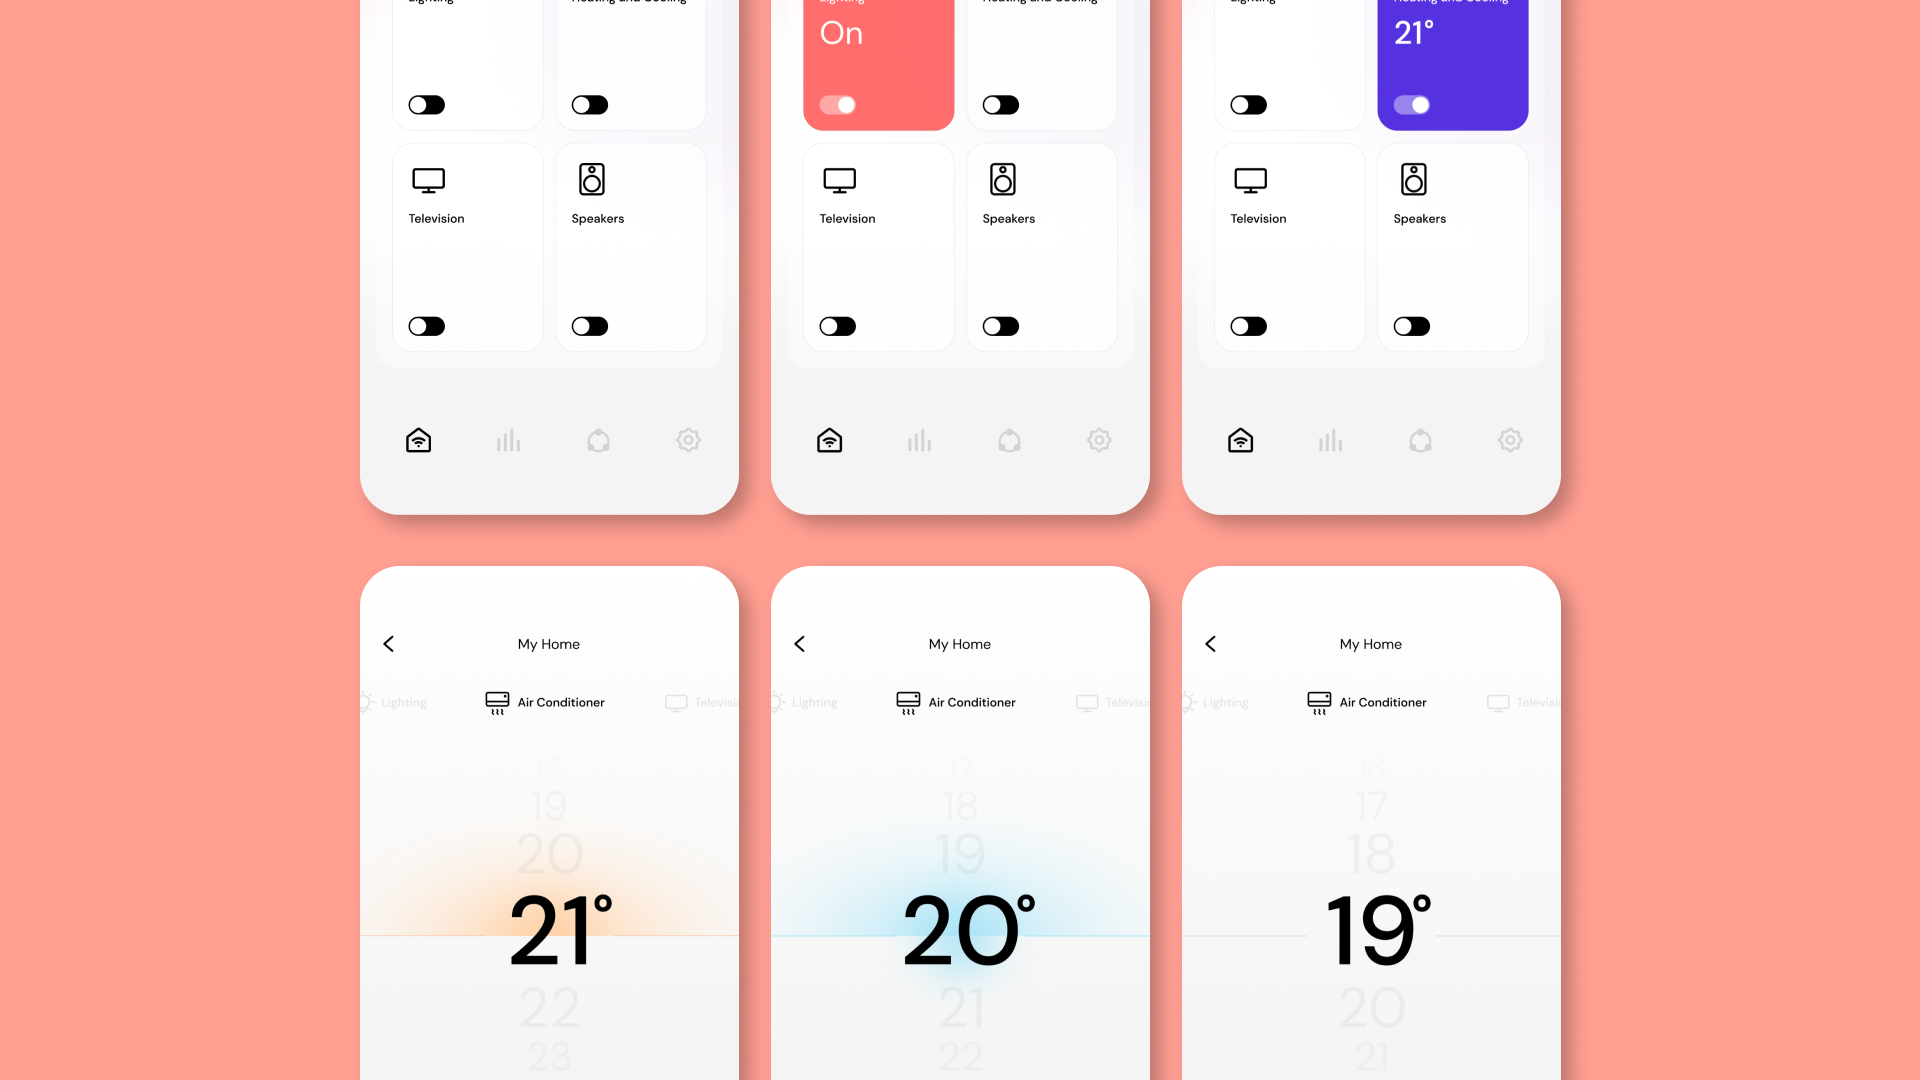 Lighting
Heating and Cooling
Television
Speakers
Lighting
On
Heating and Cooling
Television
Speakers
Lighting
Heating and Cooling
21°
Television
Speakers
My Home
Lighting
Air Conditioner
Televisi
18
19
20
21°
22
23
My Home
Lighting
Air Conditioner
Televisi
17
18
19
20°
21
22
My Home
Lighting
Air Conditioner
Televisi
16
17
18
19°
20
21